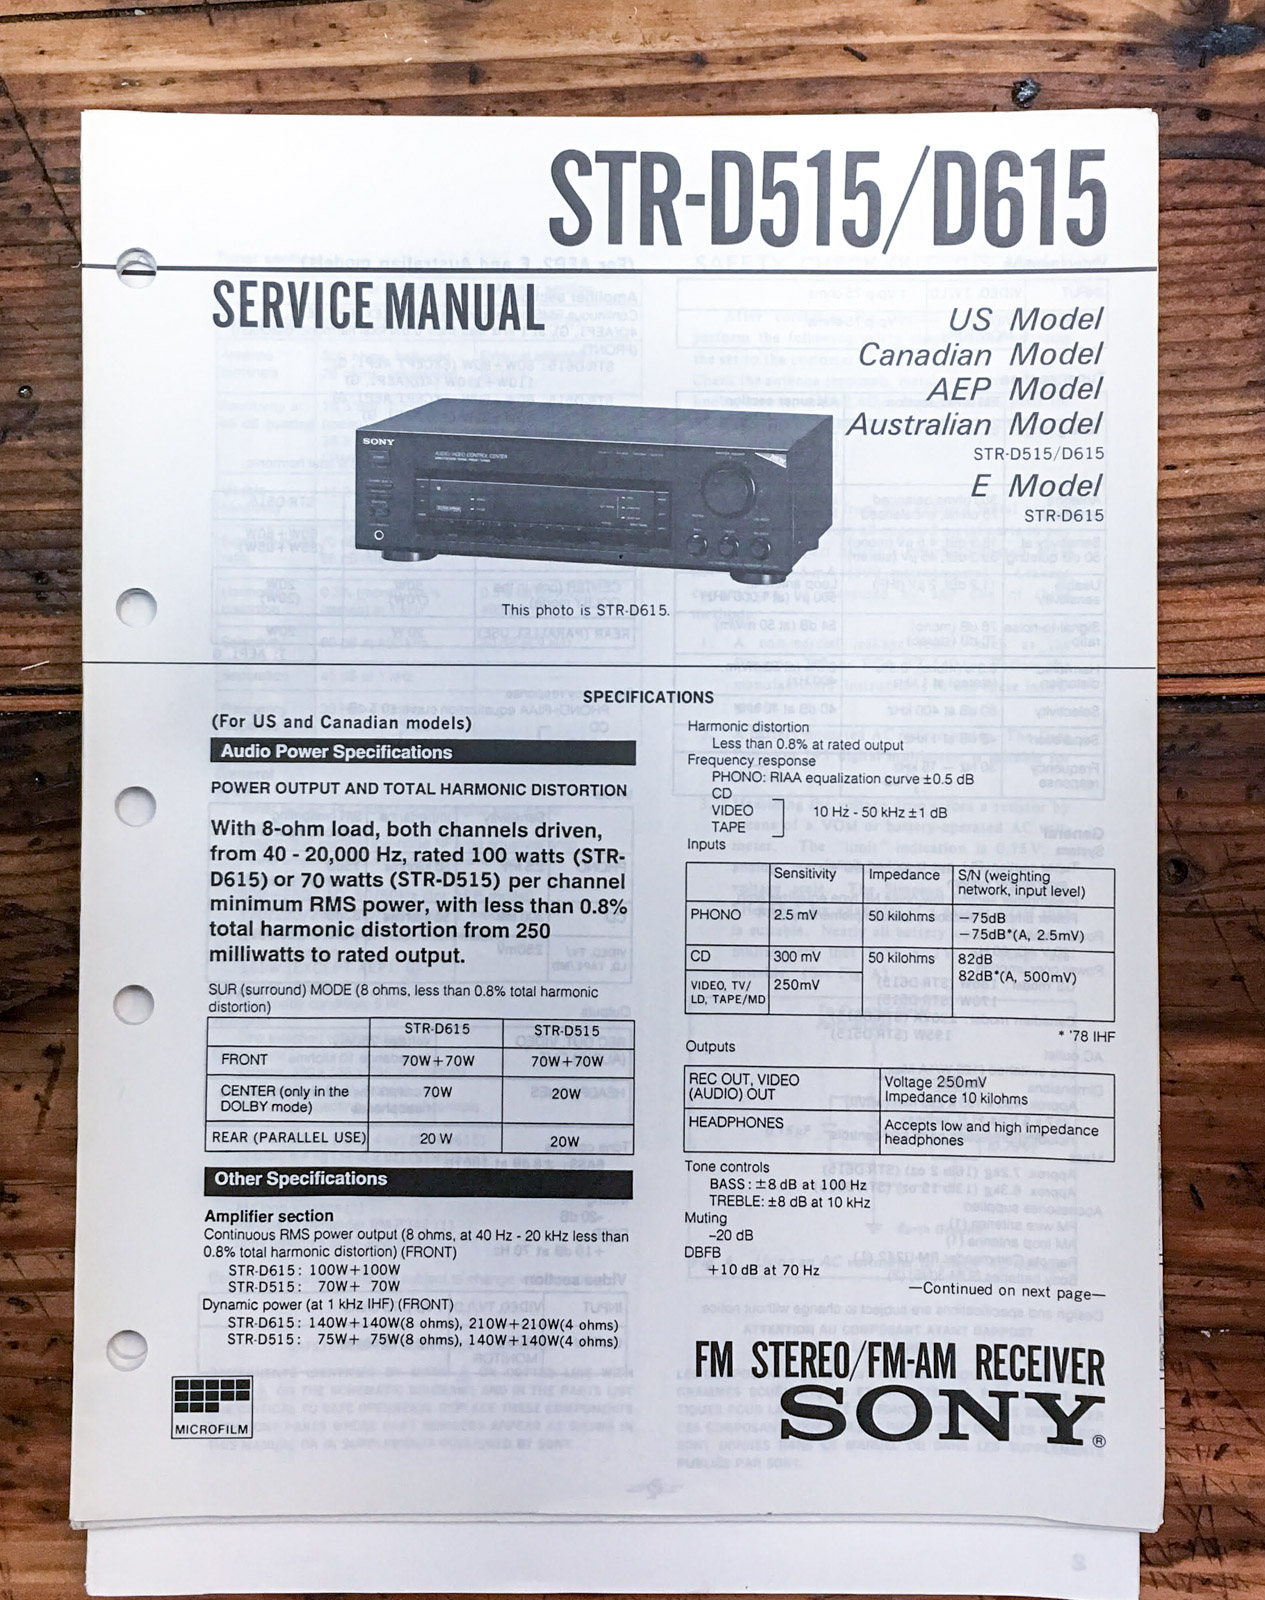 STR-D515/D615
SERVICE MANUAL
US Model
Canadian Model
AEP Model
Australian Model
STR-D515/D615
E Model
STR-D615
SONY
AUDIO/VIDEO CONTROL CENTER
This photo is STR-D615.
SPECIFICATIONS
(For US and Canadian models)
Audio Power Specifications
POWER OUTPUT AND TOTAL HARMONIC DISTORTION
With 8-ohm load, both channels driven,
from 40 - 20,000 Hz, rated 100 watts (STR-
D615) or 70 watts (STR-D515) per channel
minimum RMS power, with less than 0.8%
total harmonic distortion from 250
milliwatts to rated output.
SUR (surround) MODE (8 ohms, less than 0.8% total harmonic
distortion)
STR-D615 STR-D515
FRONT 70W+70W 70W+70W
CENTER (only in the
DOLBY mode) 70W 20W
REAR (PARALLEL USE) 20 W 20W
Other Specifications
Amplifier section
Continuous RMS power output (8 ohms, at 40 Hz - 20 kHz less than
0.8% total harmonic distortion) (FRONT)
STR-D615: 100W+100W
STR-D515: 70W+ 70W
Dynamic power (at 1 kHz IHF) (FRONT)
STR-D615: 140W+140W(8 ohms), 210W+210W(4 ohms)
STR-D515: 75W+ 75W(8 ohms), 140W+140W(4 ohms)
Harmonic distortion
Less than 0.8% at rated output
Frequency response
PHONO: RIAA equalization curve ±0.5 dB
CD
VIDEO 10 Hz - 50 kHz ±1 dB
TAPE
Inputs
Sensitivity Impedance S/N (weighting
network, input level)
PHONO 2.5 mV 50 kilohms −75dB
−75dB*(A, 2.5mV)
CD 300 mV 50 kilohms 82dB
82dB*(A, 500mV)
VIDEO, TV/
LD, TAPE/MD 250mV
* '78 IHF
Outputs
REC OUT, VIDEO
(AUDIO) OUT Voltage 250mV
Impedance 10 kilohms
HEADPHONES Accepts low and high impedance
headphones
Tone controls
BASS: ±8 dB at 100 Hz
TREBLE: ±8 dB at 10 kHz
Muting
−20 dB
DBFB
+10 dB at 70 Hz
—Continued on next page—
FM STEREO/FM-AM RECEIVER
SONY®
MICROFILM